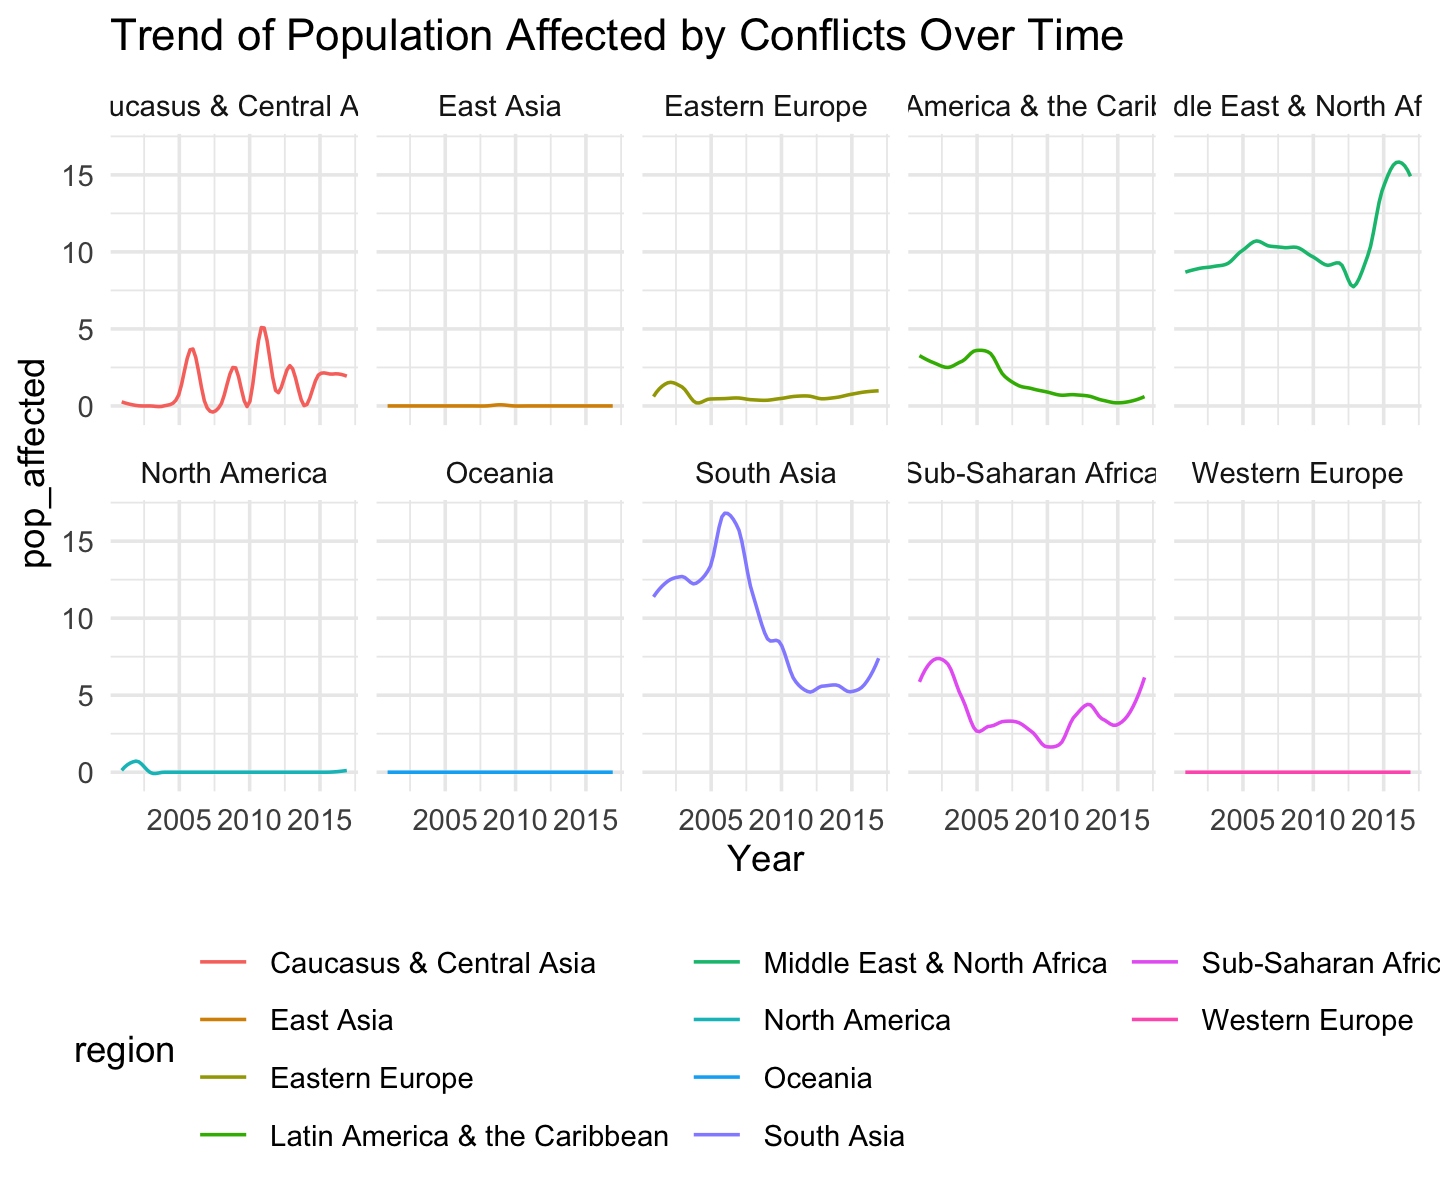 Trend of Population Affected by Conflicts Over Time
ucasus & Central A
East Asia
Eastern Europe
America & the Carib
dle East & North Af
15
10
5
0
pop_affected
North America
Oceania
South Asia
Sub-Saharan Africa
Western Europe
15
10
5
0
2005 2010 2015
2005 2010 2015
2005 2010 2015
2005 2010 2015
2005 2010 2015
Year
region
Caucasus & Central Asia
East Asia
Eastern Europe
Latin America & the Caribbean
Middle East & North Africa
North America
Oceania
South Asia
Sub-Saharan Afric
Western Europe